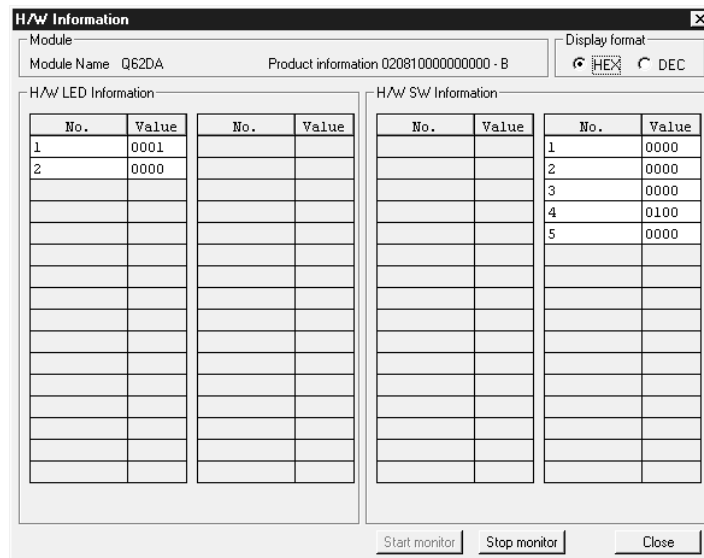 H/W Information
Module
Module Name Q62DA
Product information 020810000000000 - B
Display format
HEX DEC
H/W LED Information
No. Value No. Value
1 0001
2 0000
H/W SW Information
No. Value No. Value
1 0000
2 0000
3 0000
4 0100
5 0000
Start monitor Stop monitor Close